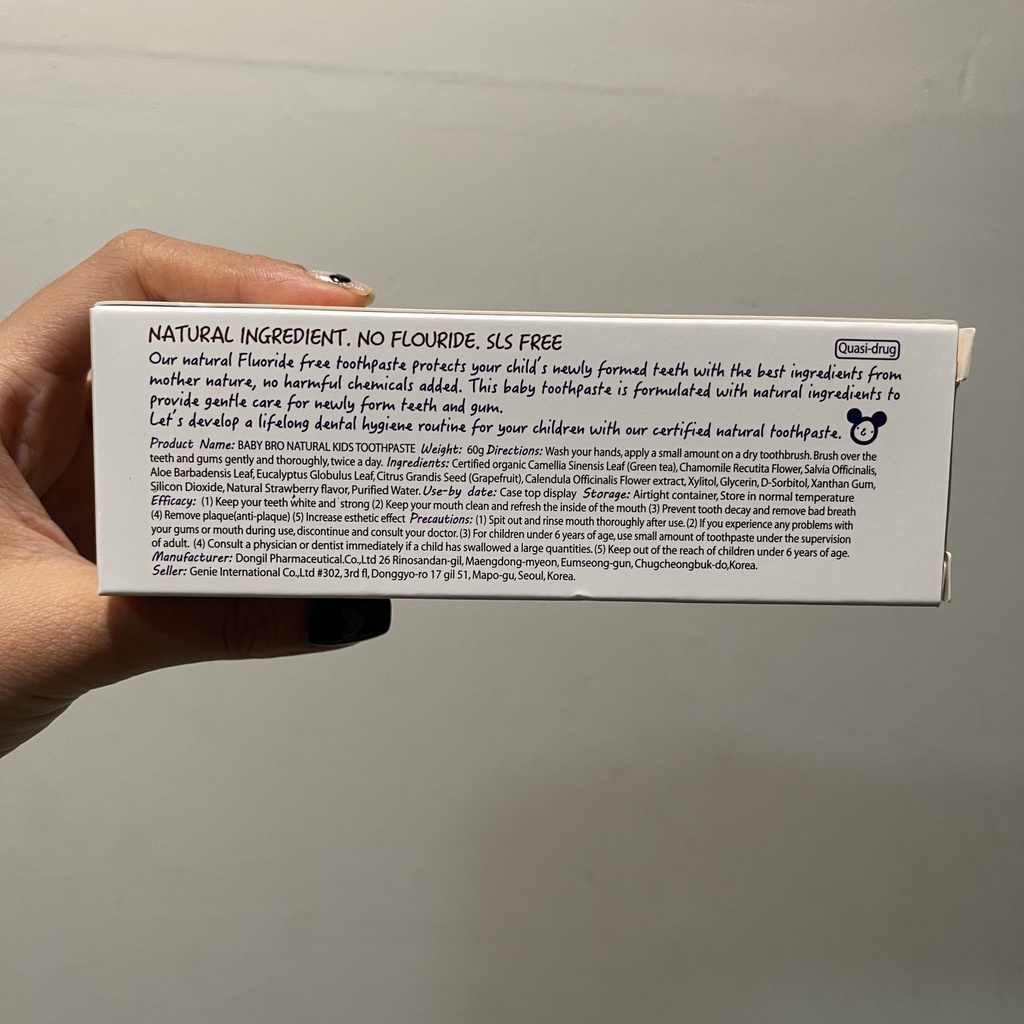 NATURAL INGREDIENT. NO FLOURIDE. SLS FREE
Quasi-drug
Our natural Fluoride free toothpaste protects your child's newly formed teeth with the best ingredients from
mother nature, no harmful chemicals added. This baby toothpaste is formulated with natural ingredients to
provide gentle care for newly form teeth and gum.
Let's develop a lifelong dental hygiene routine for your children with our certified natural toothpaste.
Product Name: BABY BRO NATURAL KIDS TOOTHPASTE Weight: 60g Directions: Wash your hands, apply a small amount on a dry toothbrush. Brush over the
teeth and gums gently and thoroughly, twice a day. Ingredients: Certified organic Camellia Sinensis Leaf (Green tea), Chamomile Recutita Flower, Salvia Officinalis,
Aloe Barbadensis Leaf, Eucalyptus Globulus Leaf, Citrus Grandis Seed (Grapefruit), Calendula Officinalis Flower extract, Xylitol, Glycerin, D-Sorbitol, Xanthan Gum,
Silicon Dioxide, Natural Strawberry flavor, Purified Water. Use-by date: Case top display Storage: Airtight container, Store in normal temperature
Efficacy: (1) Keep your teeth white and strong (2) Keep your mouth clean and refresh the inside of the mouth (3) Prevent tooth decay and remove bad breath
(4) Remove plaque(anti-plaque) (5) Increase esthetic effect Precautions: (1) Spit out and rinse mouth thoroughly after use. (2) If you experience any problems with
your gums or mouth during use, discontinue and consult your doctor. (3) For children under 6 years of age, use small amount of toothpaste under the supervision
of adult. (4) Consult a physician or dentist immediately if a child has swallowed a large quantities. (5) Keep out of the reach of children under 6 years of age.
Manufacturer: Dongil Pharmaceutical.Co.,Ltd 26 Rinosandan-gil, Maengdong-myeon, Eumseong-gun, Chugcheongbuk-do,Korea.
Seller: Genie International Co.,Ltd #302, 3rd fl, Donggyo-ro 17 gil 51, Mapo-gu, Seoul, Korea.